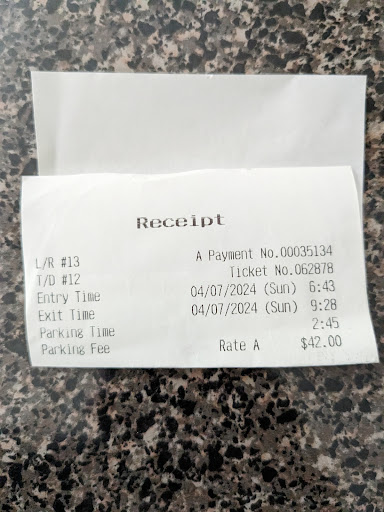 Receipt
L/R #13 A Payment No.00035134
T/D #12 Ticket No.062878
Entry Time 04/07/2024 (Sun) 6:43
Exit Time 04/07/2024 (Sun) 9:28
Parking Time 2:45
Parking Fee Rate A $42.00